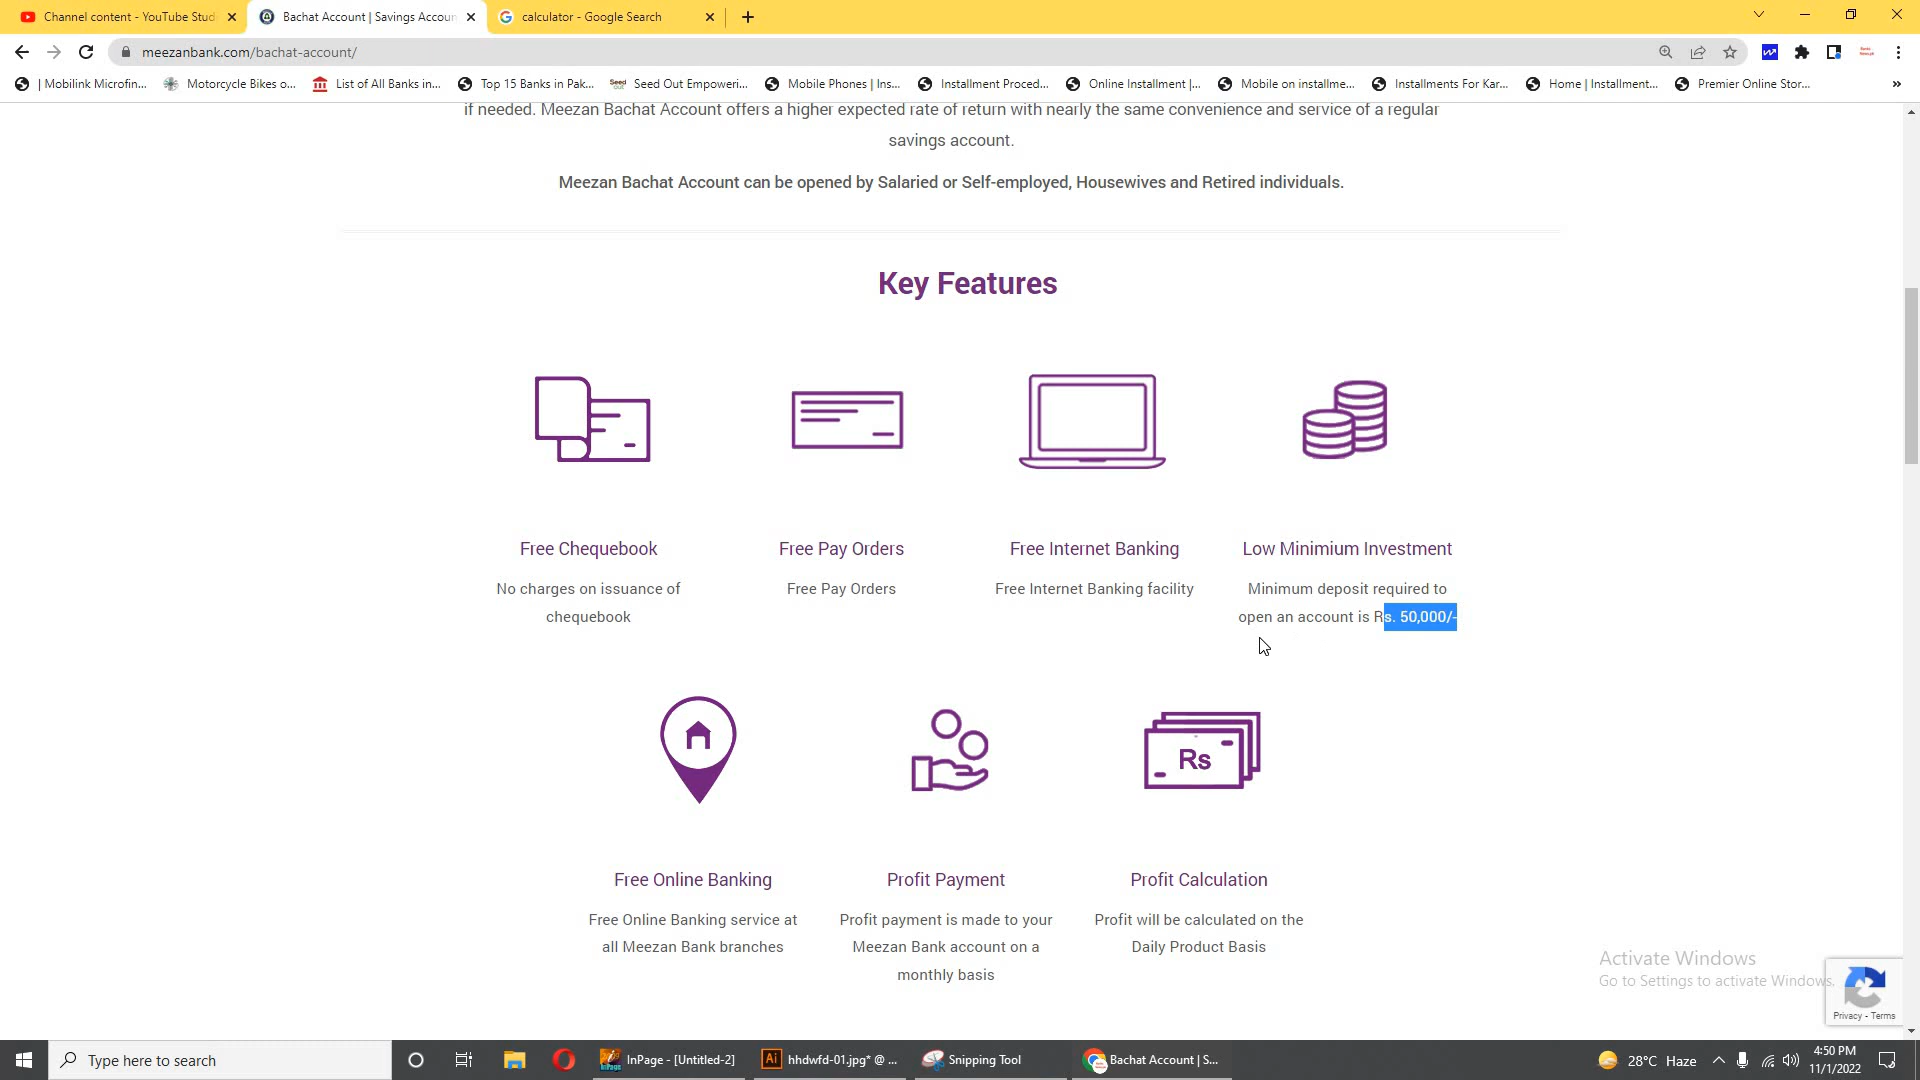 Channel content - YouTube Stud
Bachat Account | Savings Accoun
calculator - Google Search
meezanbank.com/bachat-account/
| Mobilink Microfin...
Motorcycle Bikes o...
List of All Banks in...
Top 15 Banks in Pak...
Seed Out Empoweri...
Mobile Phones | Ins...
Installment Proced...
Online Installment |...
Mobile on installme...
Installments For Kar...
Home | Installment...
Premier Online Stor...
»
if needed. Meezan Bachat Account offers a higher expected rate of return with nearly the same convenience and service of a regular
savings account.
Meezan Bachat Account can be opened by Salaried or Self-employed, Housewives and Retired individuals.
Key Features
Free Chequebook
No charges on issuance of
chequebook
Free Pay Orders
Free Pay Orders
Free Internet Banking
Free Internet Banking facility
Low Minimium Investment
Minimum deposit required to
open an account is Rs. 50,000/-
Rs
Free Online Banking
Free Online Banking service at
all Meezan Bank branches
Profit Payment
Profit payment is made to your
Meezan Bank account on a
monthly basis
Profit Calculation
Profit will be calculated on the
Daily Product Basis
Activate Windows
Go to Settings to activate Windows.
Privacy - Terms
Type here to search
InPage - [Untitled-2]
Ai
hhdwfd-01.jpg* @ ...
Snipping Tool
Bachat Account | S...
28°C Haze
4:50 PM
11/1/2022